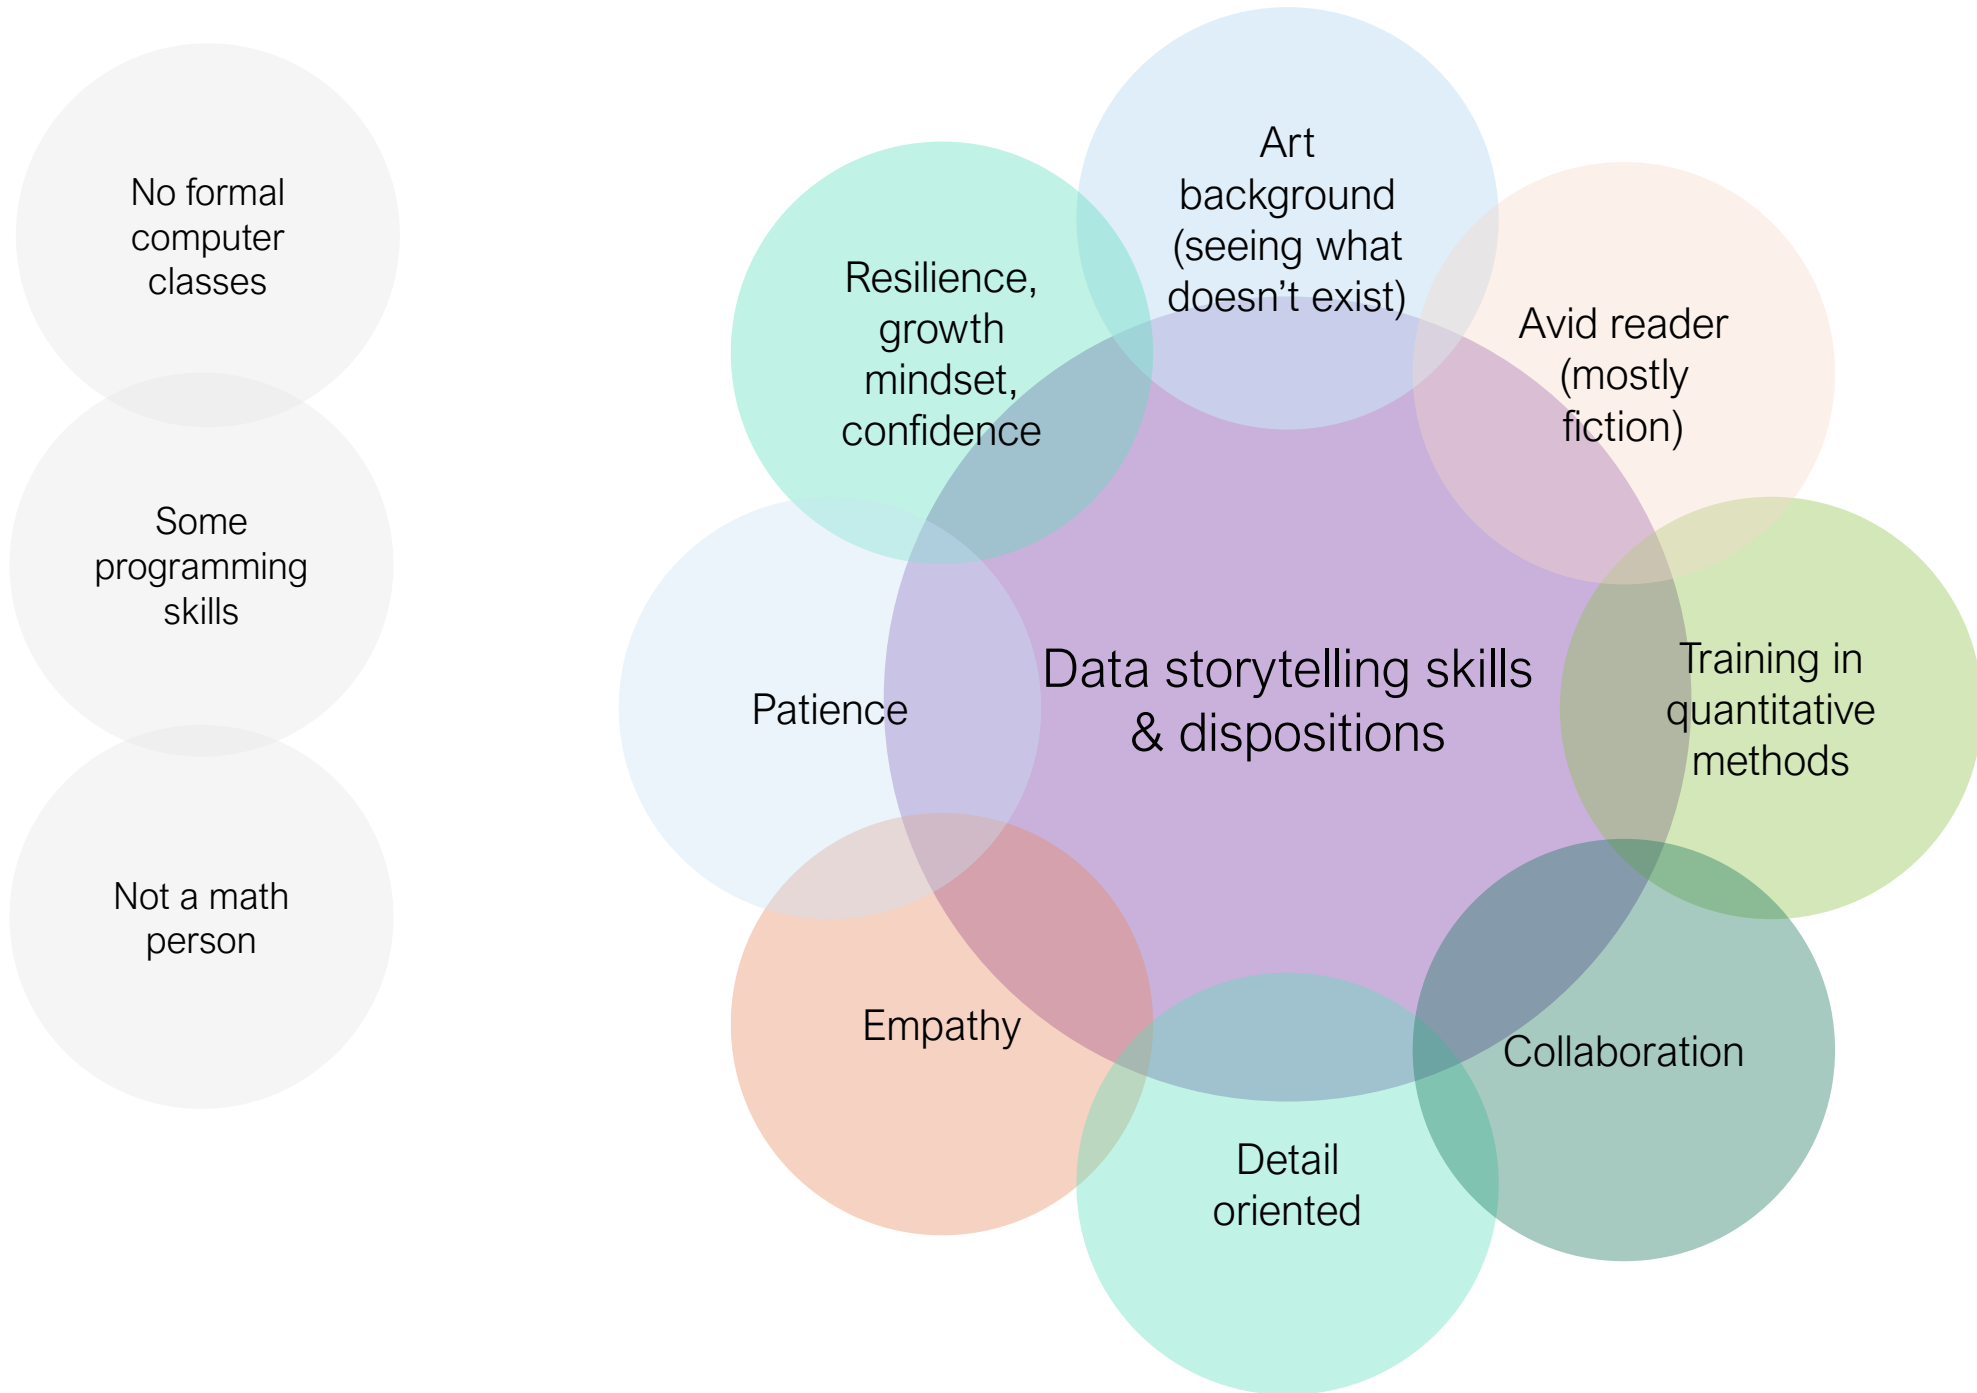 No formal
computer
classes
Some
programming
skills
Not a math
person
Art
background
(seeing what
doesn’t exist)
Resilience,
growth
mindset,
confidence
Avid reader
(mostly
fiction)
Patience
Data storytelling skills
& dispositions
Training in
quantitative
methods
Empathy
Collaboration
Detail
oriented